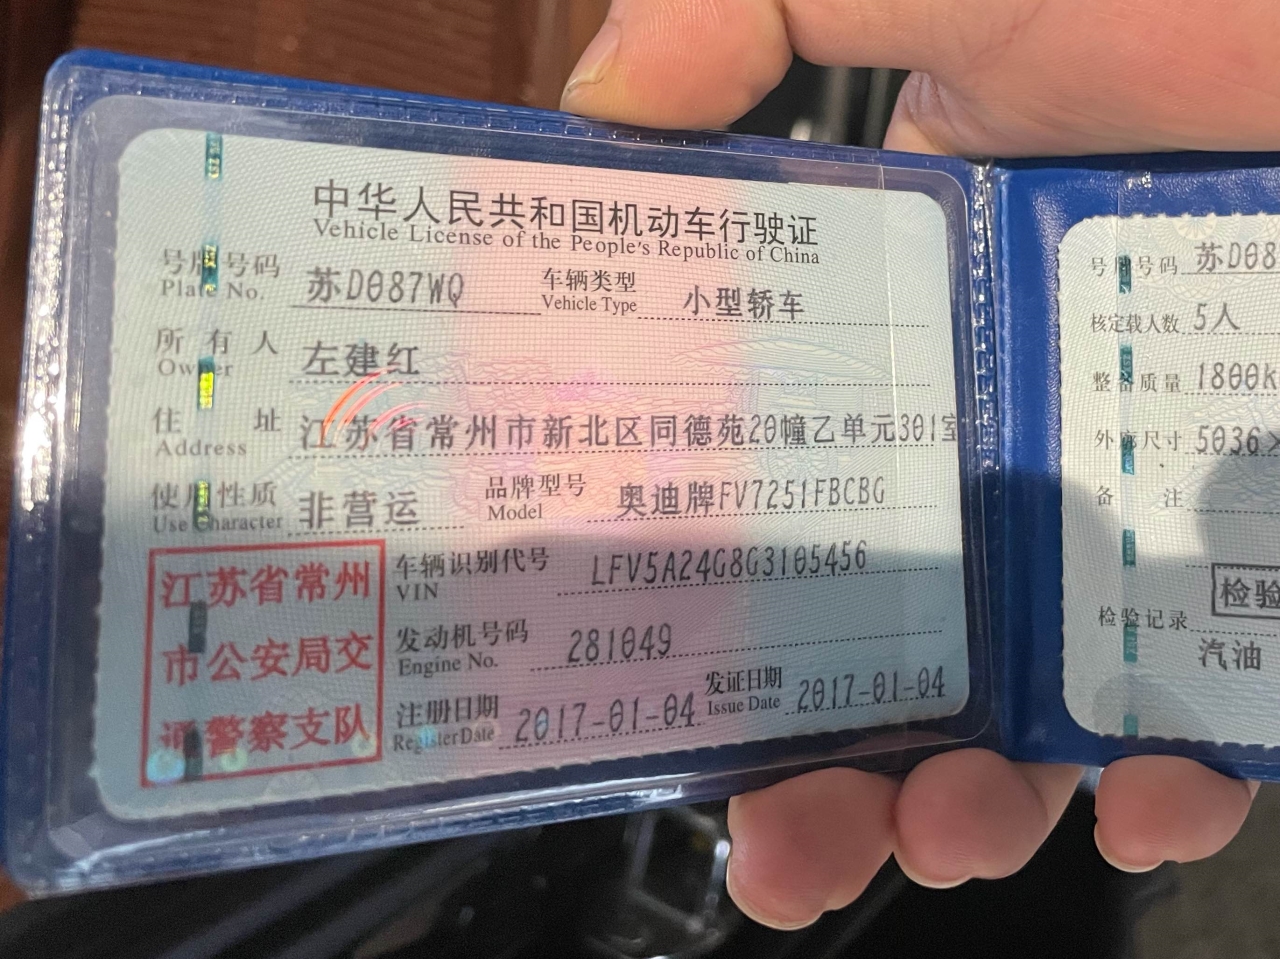 中华人民共和国机动车行驶证
Vehicle License of the People's Republic of China
号牌号码 苏D087WQ 车辆类型 小型轿车
Plate No. Vehicle Type
所有人 左建红
Owner
住址 江苏省常州市新北区同德苑20幢乙单元301室
Address
使用性质 非营运 品牌型号 奥迪牌FV7251FBCBG
Use Character Model
江苏省常州
市公安局交
通警察支队
车辆识别代号 LFV5A24G8G3105456
VIN
发动机号码 281049
Engine No.
注册日期 2017-01-04 发证日期 2017-01-04
Register Date Issue Date
号牌号码 苏D08
核定载人数 5人
整备质量 1800k
外廓尺寸 5036×
备注
检验
检验记录
汽油